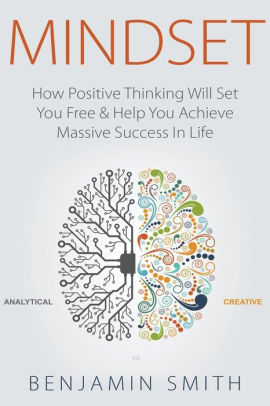 MINDSET
How Positive Thinking Will Set
You Free & Help You Achieve
Massive Success In Life
ANALYTICAL
CREATIVE
vs
BENJAMIN SMITH